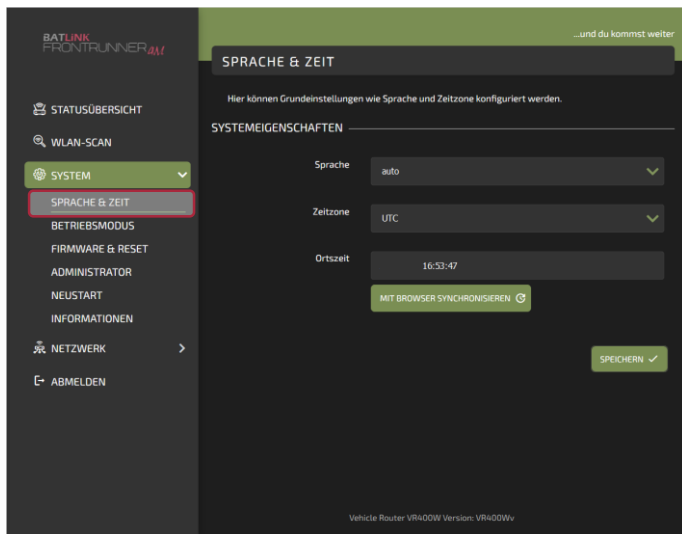 BATLINK
FRONTRUNNER AM
...und du kommst weiter
SPRACHE & ZEIT
Hier können Grundeinstellungen wie Sprache und Zeitzone konfiguriert werden.
STATUSÜBERSICHT
WLAN-SCAN
SYSTEM
SPRACHE & ZEIT
BETRIEBSMODUS
FIRMWARE & RESET
ADMINISTRATOR
NEUSTART
INFORMATIONEN
NETZWERK
ABMELDEN
SYSTEMEIGENSCHAFTEN
Sprache
auto
Zeitzone
UTC
Ortszeit
16:53:47
MIT BROWSER SYNCHRONISIEREN
SPEICHERN
Vehicle Router VR400W Version: VR400Wv